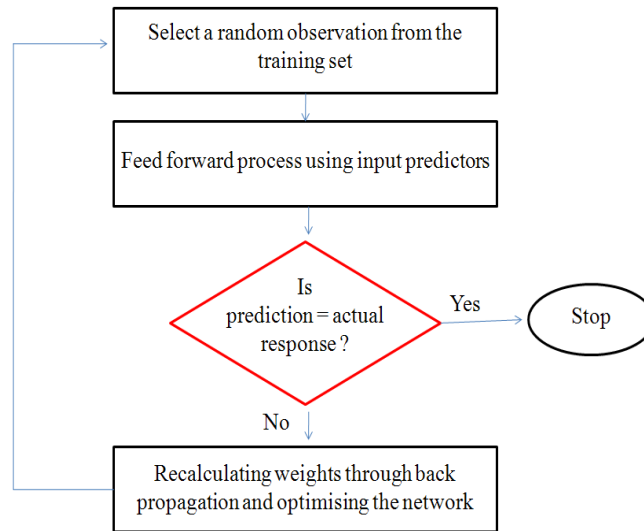 Select a random observation from the
training set
Feed forward process using input predictors
Is
prediction = actual
response ?
Yes
Stop
No
Recalculating weights through back
propagation and optimising the network